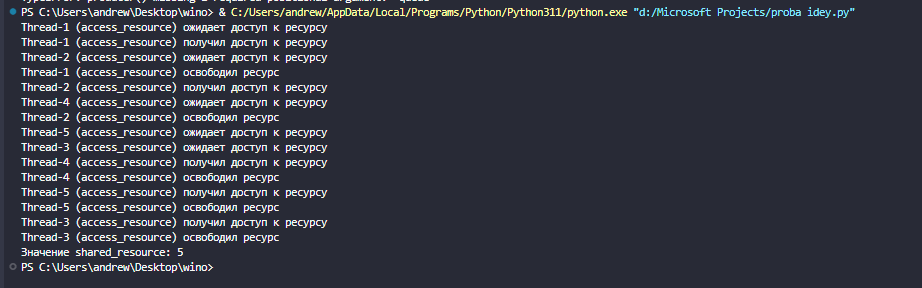 PS C:\Users\andrew\Desktop\wino> & C:/Users/andrew/AppData/Local/Programs/Python/Python311/python.exe "d:/Microsoft Projects/proba idey.py"
Thread-1 (access_resource) ожидает доступ к ресурсу
Thread-1 (access_resource) получил доступ к ресурсу
Thread-2 (access_resource) ожидает доступ к ресурсу
Thread-1 (access_resource) освободил ресурс
Thread-2 (access_resource) получил доступ к ресурсу
Thread-4 (access_resource) ожидает доступ к ресурсу
Thread-2 (access_resource) освободил ресурс
Thread-5 (access_resource) ожидает доступ к ресурсу
Thread-3 (access_resource) ожидает доступ к ресурсу
Thread-4 (access_resource) получил доступ к ресурсу
Thread-4 (access_resource) освободил ресурс
Thread-5 (access_resource) получил доступ к ресурсу
Thread-5 (access_resource) освободил ресурс
Thread-3 (access_resource) получил доступ к ресурсу
Thread-3 (access_resource) освободил ресурс
Значение shared_resource: 5
PS C:\Users\andrew\Desktop\wino>